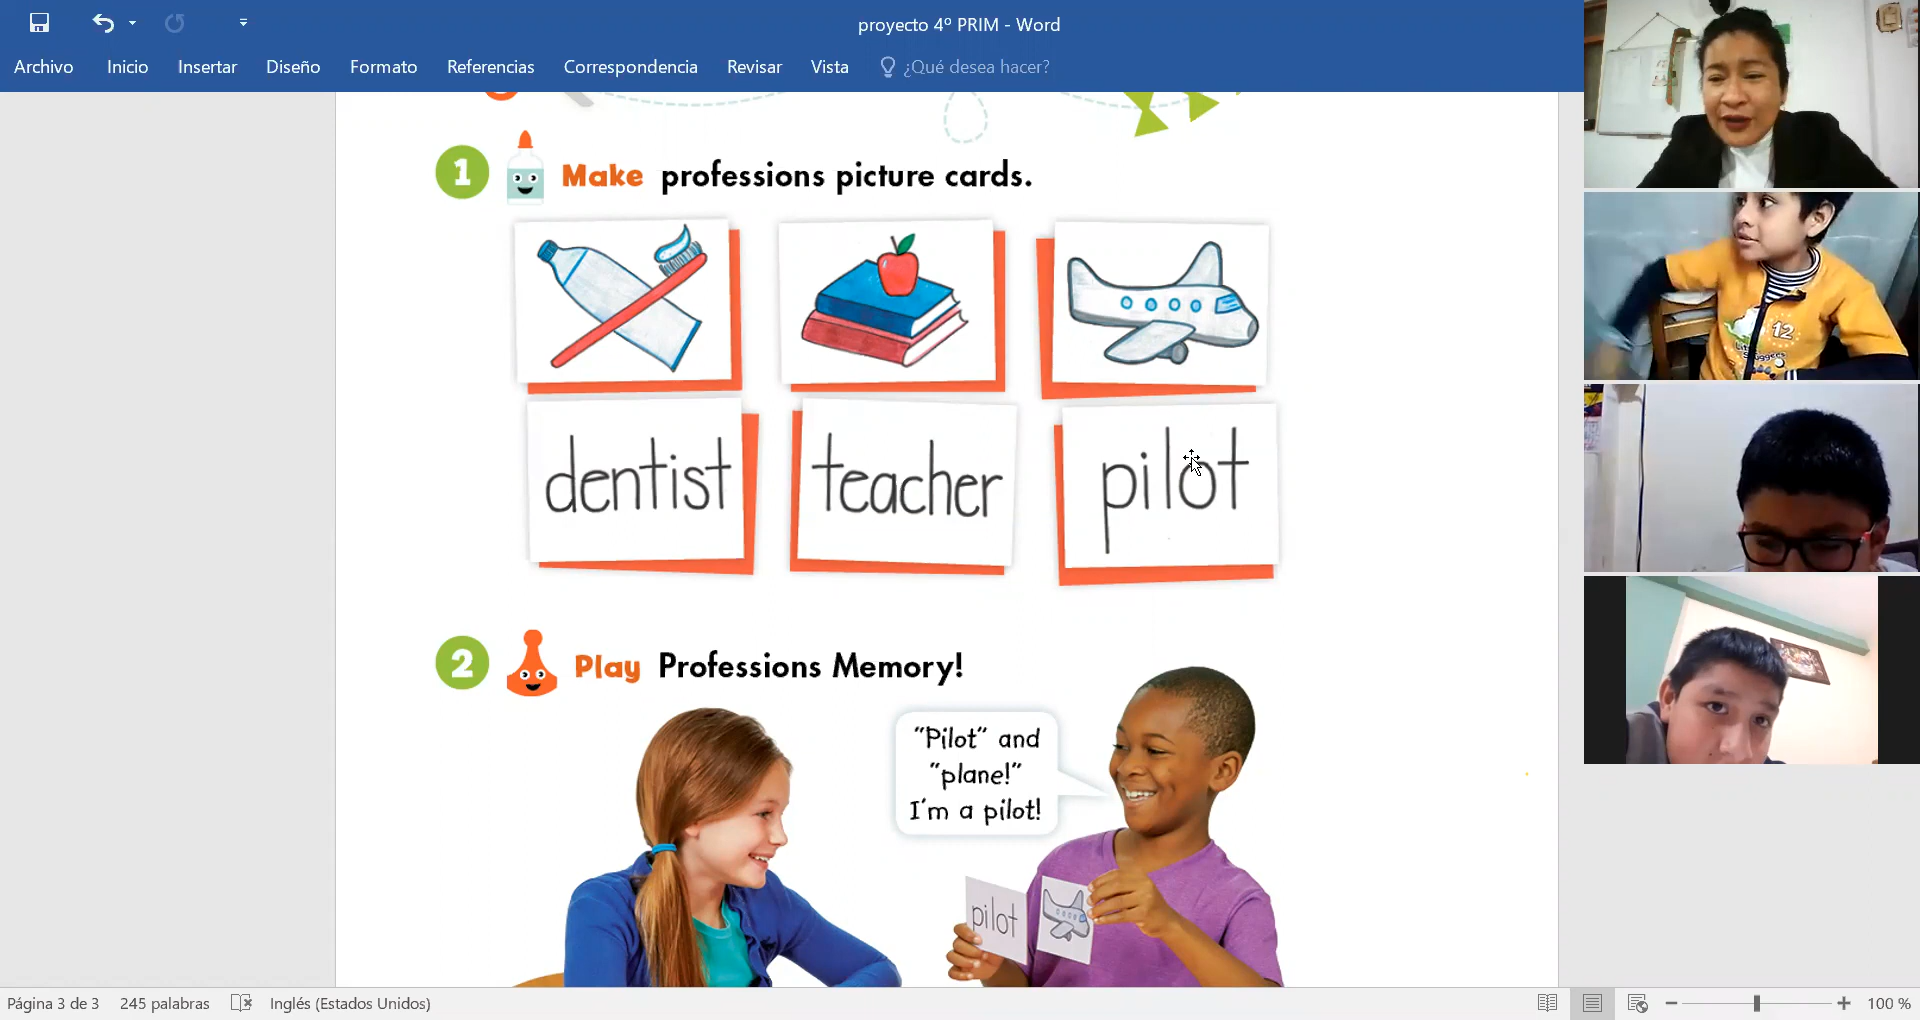 proyecto 4º PRIM - Word
Archivo Inicio Insertar Diseño Formato Referencias Correspondencia Revisar Vista ¿Qué desea hacer?
1 Make professions picture cards.
dentist teacher pilot
2 Play Professions Memory!
"Pilot" and
"plane!"
I'm a pilot!
pilot
12
Página 3 de 3 245 palabras Inglés (Estados Unidos) 100 %